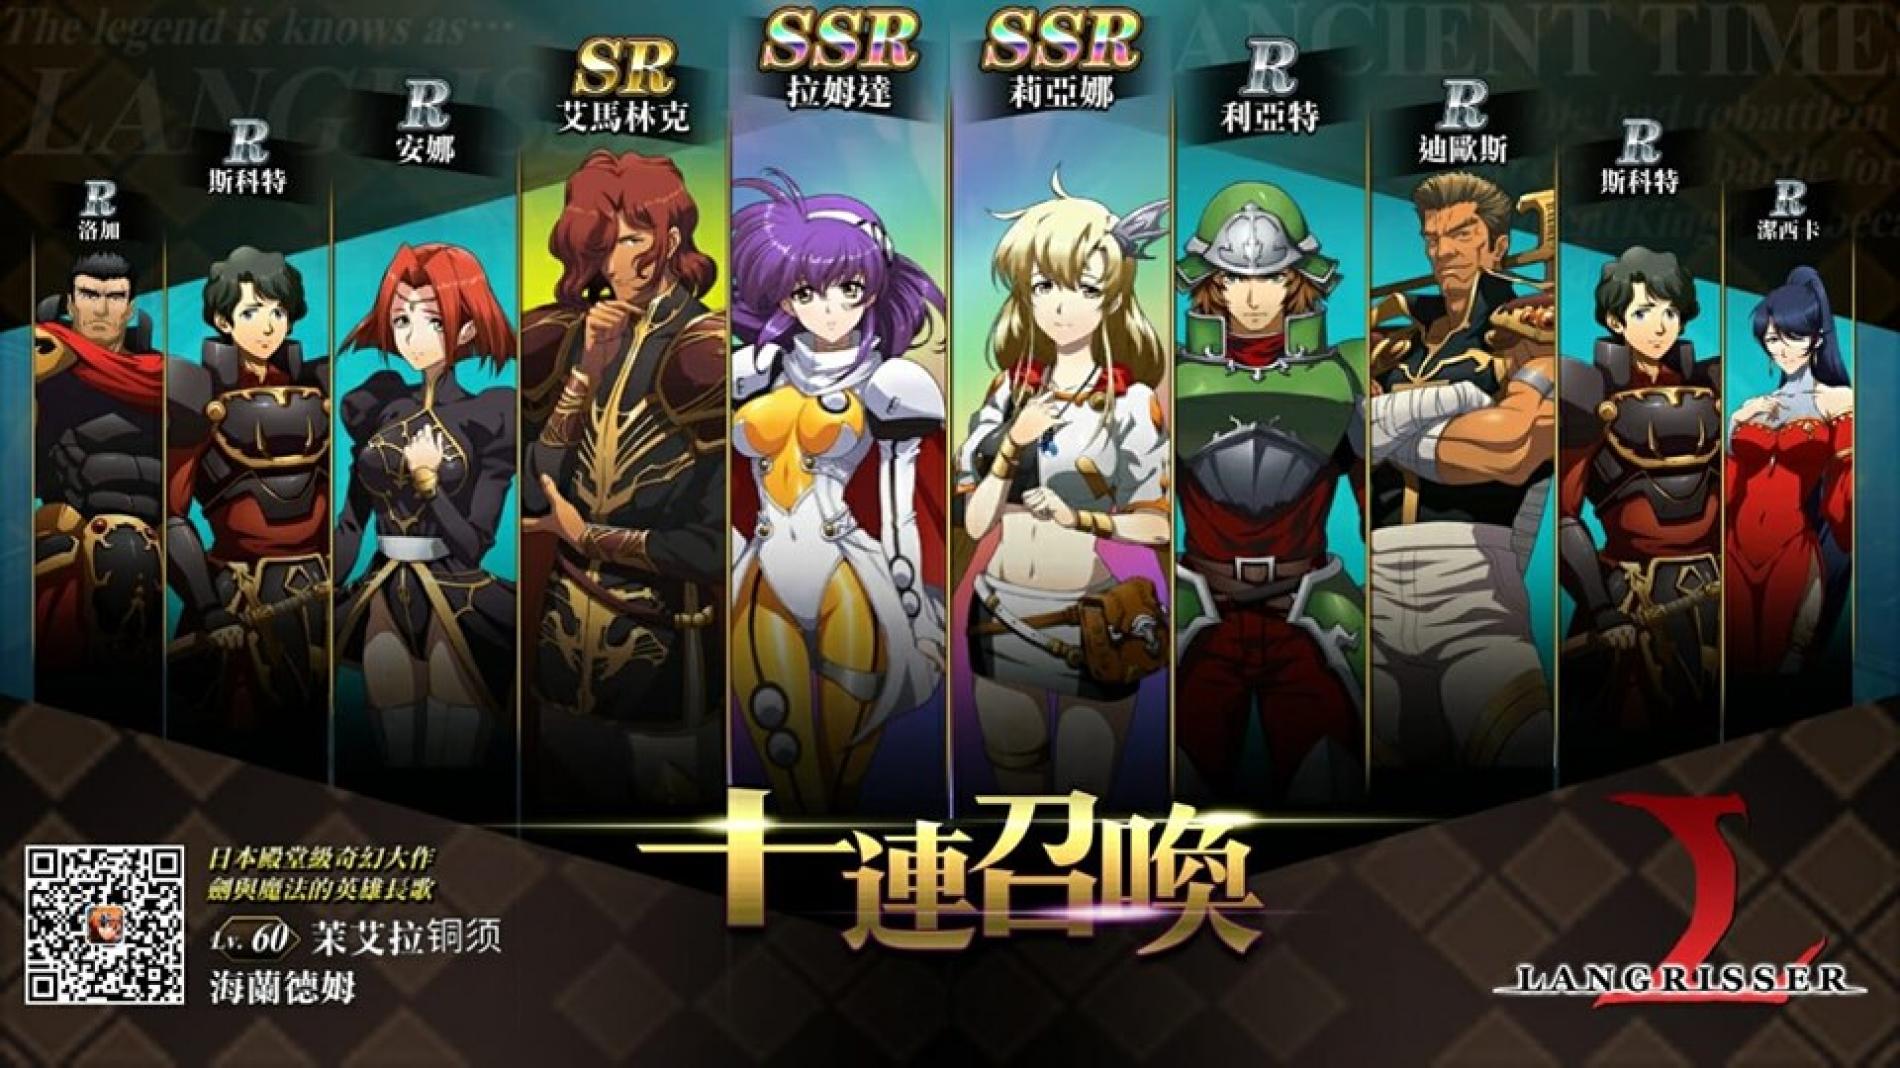 The legend is knows as…
LANGRISS
ANCIENT TIME
R
洛加
R
斯科特
R
安娜
SR
艾馬林克
SSR
拉姆達
SSR
莉亞娜
R
利亞特
R
迪歐斯
R
斯科特
R
潔西卡
十連召喚
日本殿堂級奇幻大作
劍與魔法的英雄長歌
Lv. 60 茉艾拉铜须
海蘭德姆
L
LANGRISSER